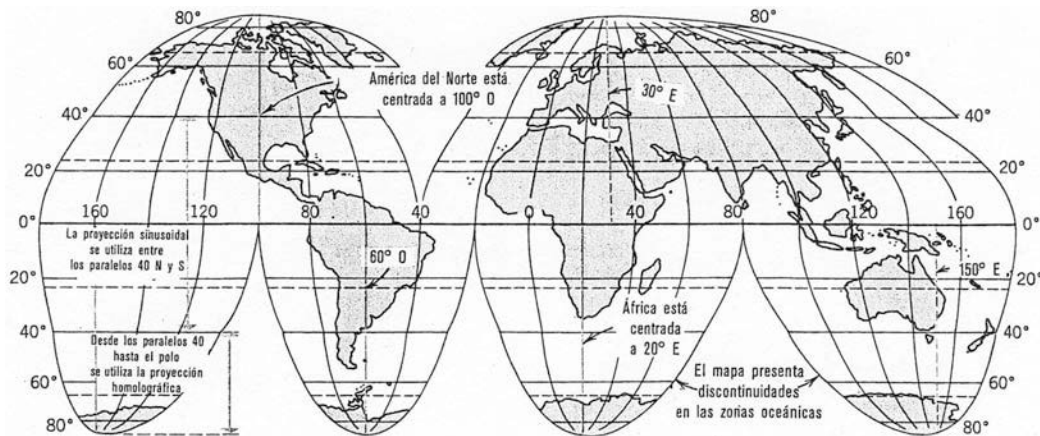 80°
80°
60°
60°
América del Norte está
centrada a 100° O
30° E
40°
40°
20°
20°
0°
160
120
80
40
0
40
80
120
160
0°
La proyección sinusoidal
se utiliza entre
los paralelos 40 N y S
60° O
150° E
20°
20°
África está
centrada
a 20° E
Desde los paralelos 40
hasta el polo
se utiliza la proyección
homolográfica
40°
40°
El mapa presenta
discontinuidades
en las zorias oceánicas
60°
60°
80°
80°